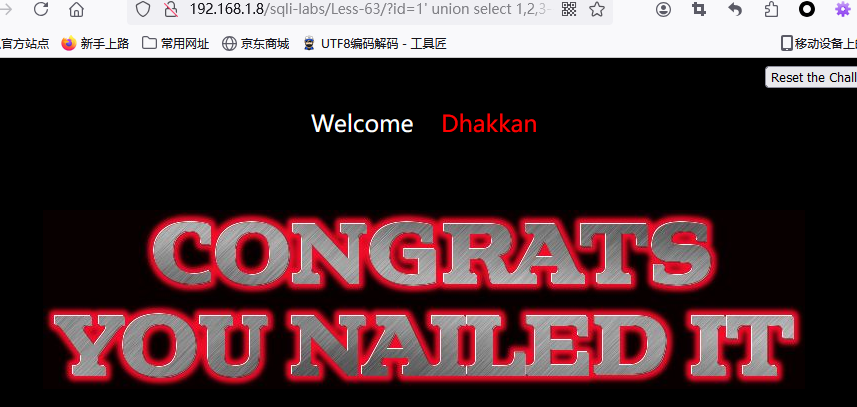 192.168.1.8/sqli-labs/Less-63/?id=1' union select 1,2,3-
官方站点 新手上路 常用网址 京东商城 UTF8编码解码 - 工具匠 移动设备上
Reset the Chall
Welcome Dhakkan
CONGRATS
YOU NAILED IT